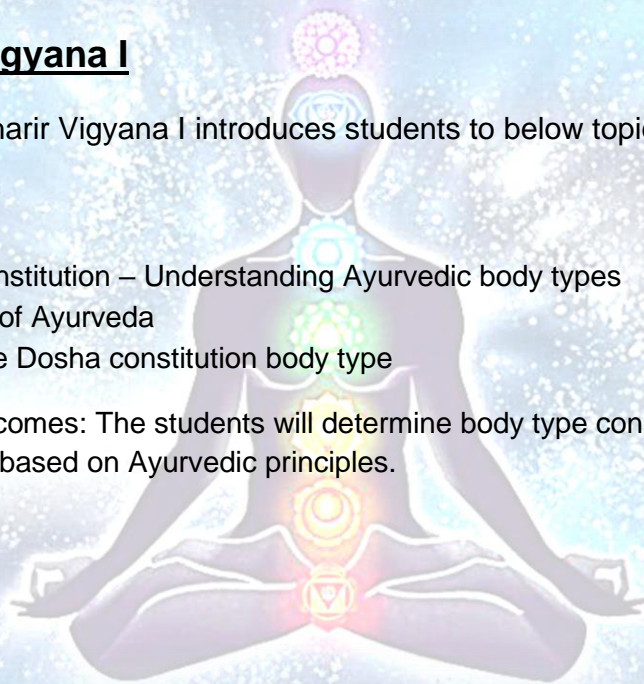 gyana I
harir Vigyana I introduces students to below topic
nstitution – Understanding Ayurvedic body types
of Ayurveda
e Dosha constitution body type
comes: The students will determine body type con
based on Ayurvedic principles.